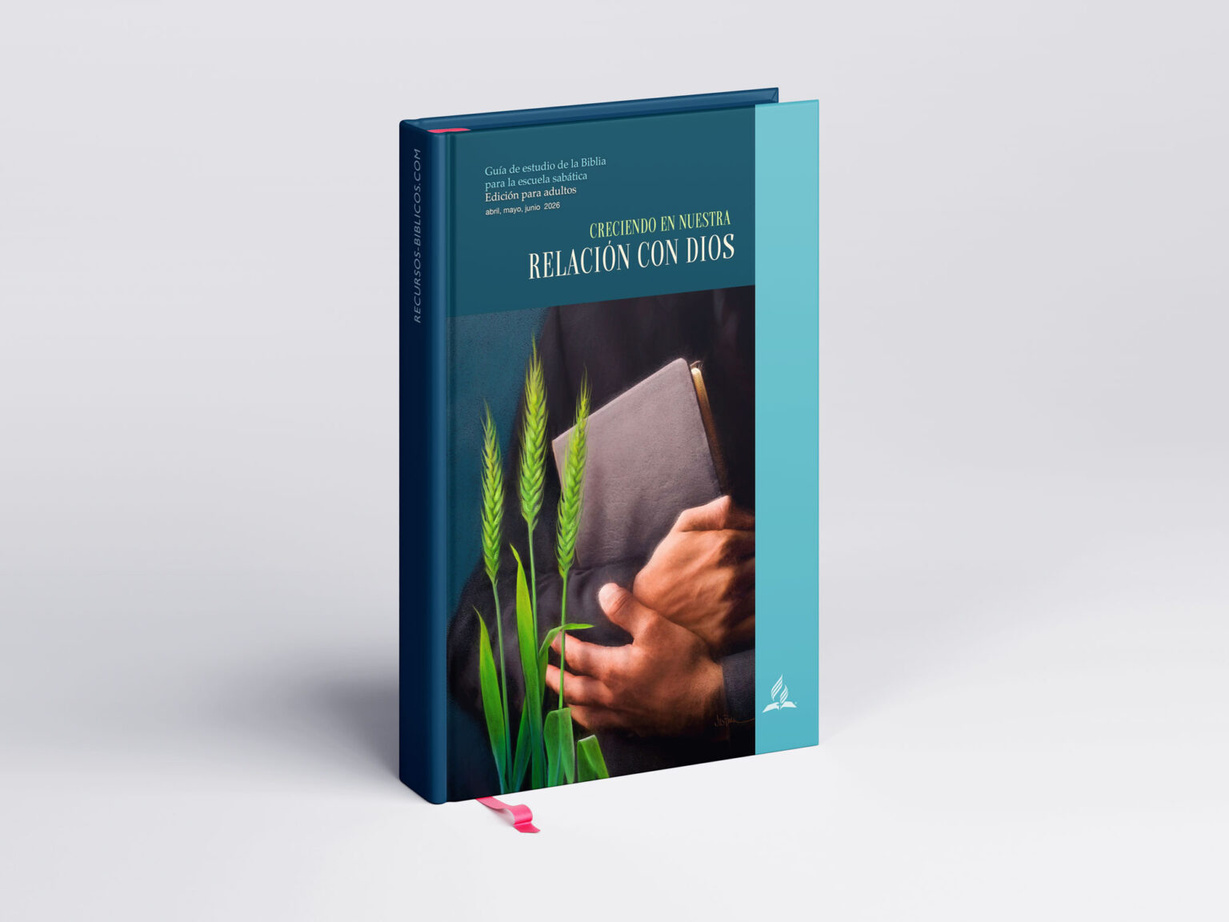 RECURSOS-BIBLICOS.COM
Guía de estudio de la Biblia
para la escuela sabática
Edición para adultos
abril, mayo, junio 2026
CRECIENDO EN NUESTRA
RELACIÓN CON DIOS